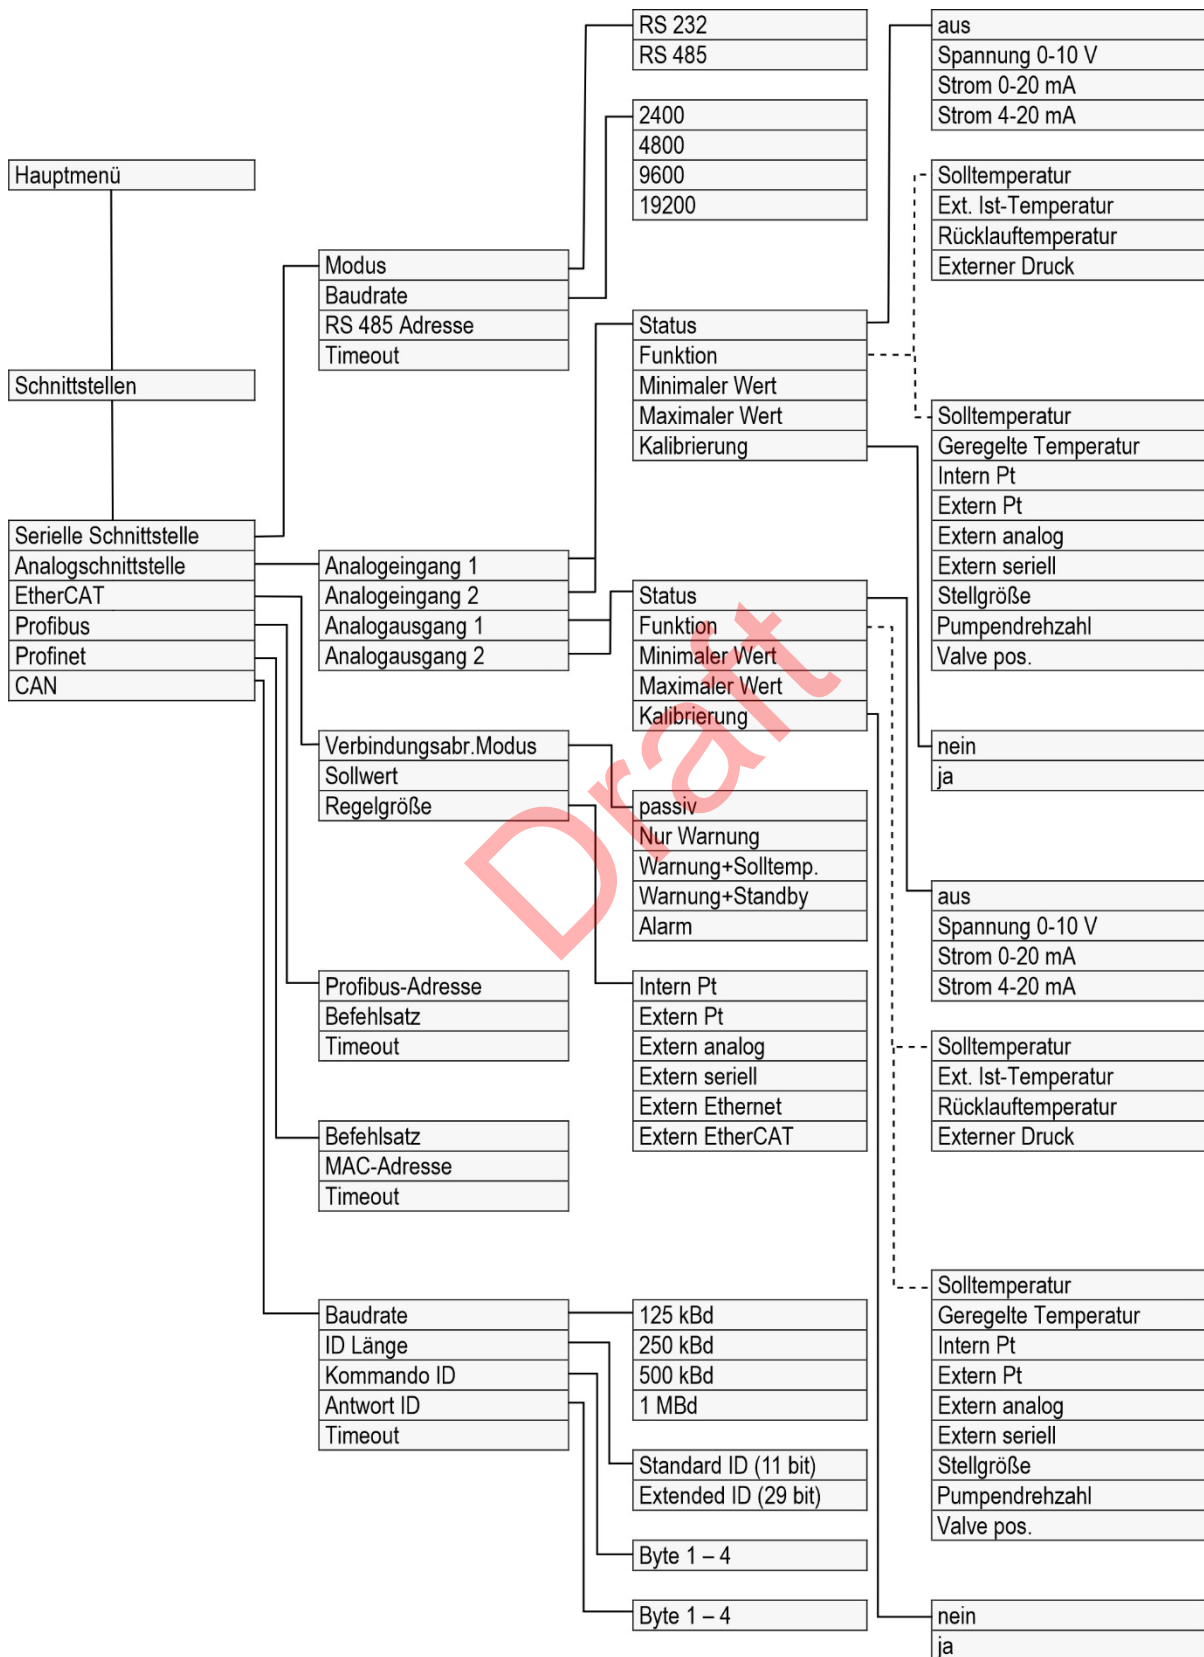 Hauptmenü
Schnittstellen
Serielle Schnittstelle
Analogschnittstelle
EtherCAT
Profibus
Profinet
CAN
Modus
Baudrate
RS 485 Adresse
Timeout
Analogeingang 1
Analogeingang 2
Analogausgang 1
Analogausgang 2
Verbindungsabr.Modus
Sollwert
Regelgröße
Profibus-Adresse
Befehlsatz
Timeout
Befehlsatz
MAC-Adresse
Timeout
Baudrate
ID Länge
Kommando ID
Antwort ID
Timeout
RS 232
RS 485
2400
4800
9600
19200
Status
Funktion
Minimaler Wert
Maximaler Wert
Kalibrierung
Status
Funktion
Minimaler Wert
Maximaler Wert
Kalibrierung
passiv
Nur Warnung
Warnung+Solltemp.
Warnung+Standby
Alarm
Intern Pt
Extern Pt
Extern analog
Extern seriell
Extern Ethernet
Extern EtherCAT
125 kBd
250 kBd
500 kBd
1 MBd
Standard ID (11 bit)
Extended ID (29 bit)
Byte 1 – 4
Byte 1 – 4
aus
Spannung 0-10 V
Strom 0-20 mA
Strom 4-20 mA
Solltemperatur
Ext. Ist-Temperatur
Rücklauftemperatur
Externer Druck
Solltemperatur
Geregelte Temperatur
Intern Pt
Extern Pt
Extern analog
Extern seriell
Stellgröße
Pumpendrehzahl
Valve pos.
nein
ja
aus
Spannung 0-10 V
Strom 0-20 mA
Strom 4-20 mA
Solltemperatur
Ext. Ist-Temperatur
Rücklauftemperatur
Externer Druck
Solltemperatur
Geregelte Temperatur
Intern Pt
Extern Pt
Extern analog
Extern seriell
Stellgröße
Pumpendrehzahl
Valve pos.
nein
ja
Draft